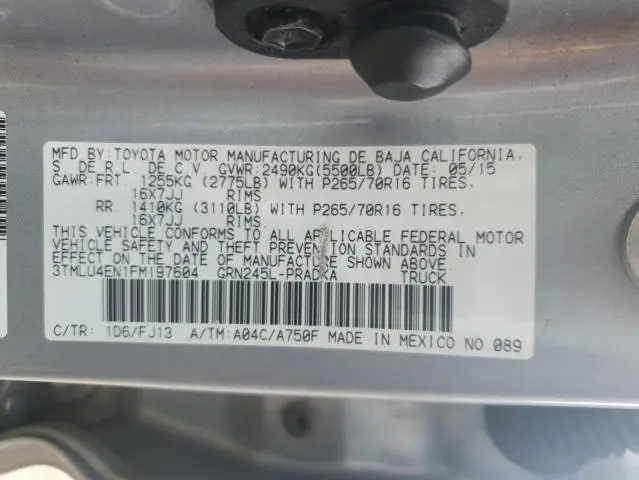 MFD BY:TOYOTA MOTOR MANUFACTURING DE BAJA CALIFORNIA,
S. DE R.L. DE C.V. GVWR:2490KG(5500LB) DATE: 05/15
GAWR:FRT. 1255KG (2775LB) WITH P265/70R16 TIRES,
16X7JJ RIMS.
RR. 1410KG (3110LB) WITH P265/70R16 TIRES,
16X7JJ RIMS.
THIS VEHICLE CONFORMS TO ALL APPLICABLE FEDERAL MOTOR
VEHICLE SAFETY AND THEFT PREVENTION STANDARDS IN
EFFECT ON THE DATE OF MANUFACTURE SHOWN ABOVE.
3TMLU4EN1FM197604 GRN245L-PRADKA TRUCK
C/TR: 1D6/FJ13 A/TM:A04C/A750F MADE IN MEXICO NO.089